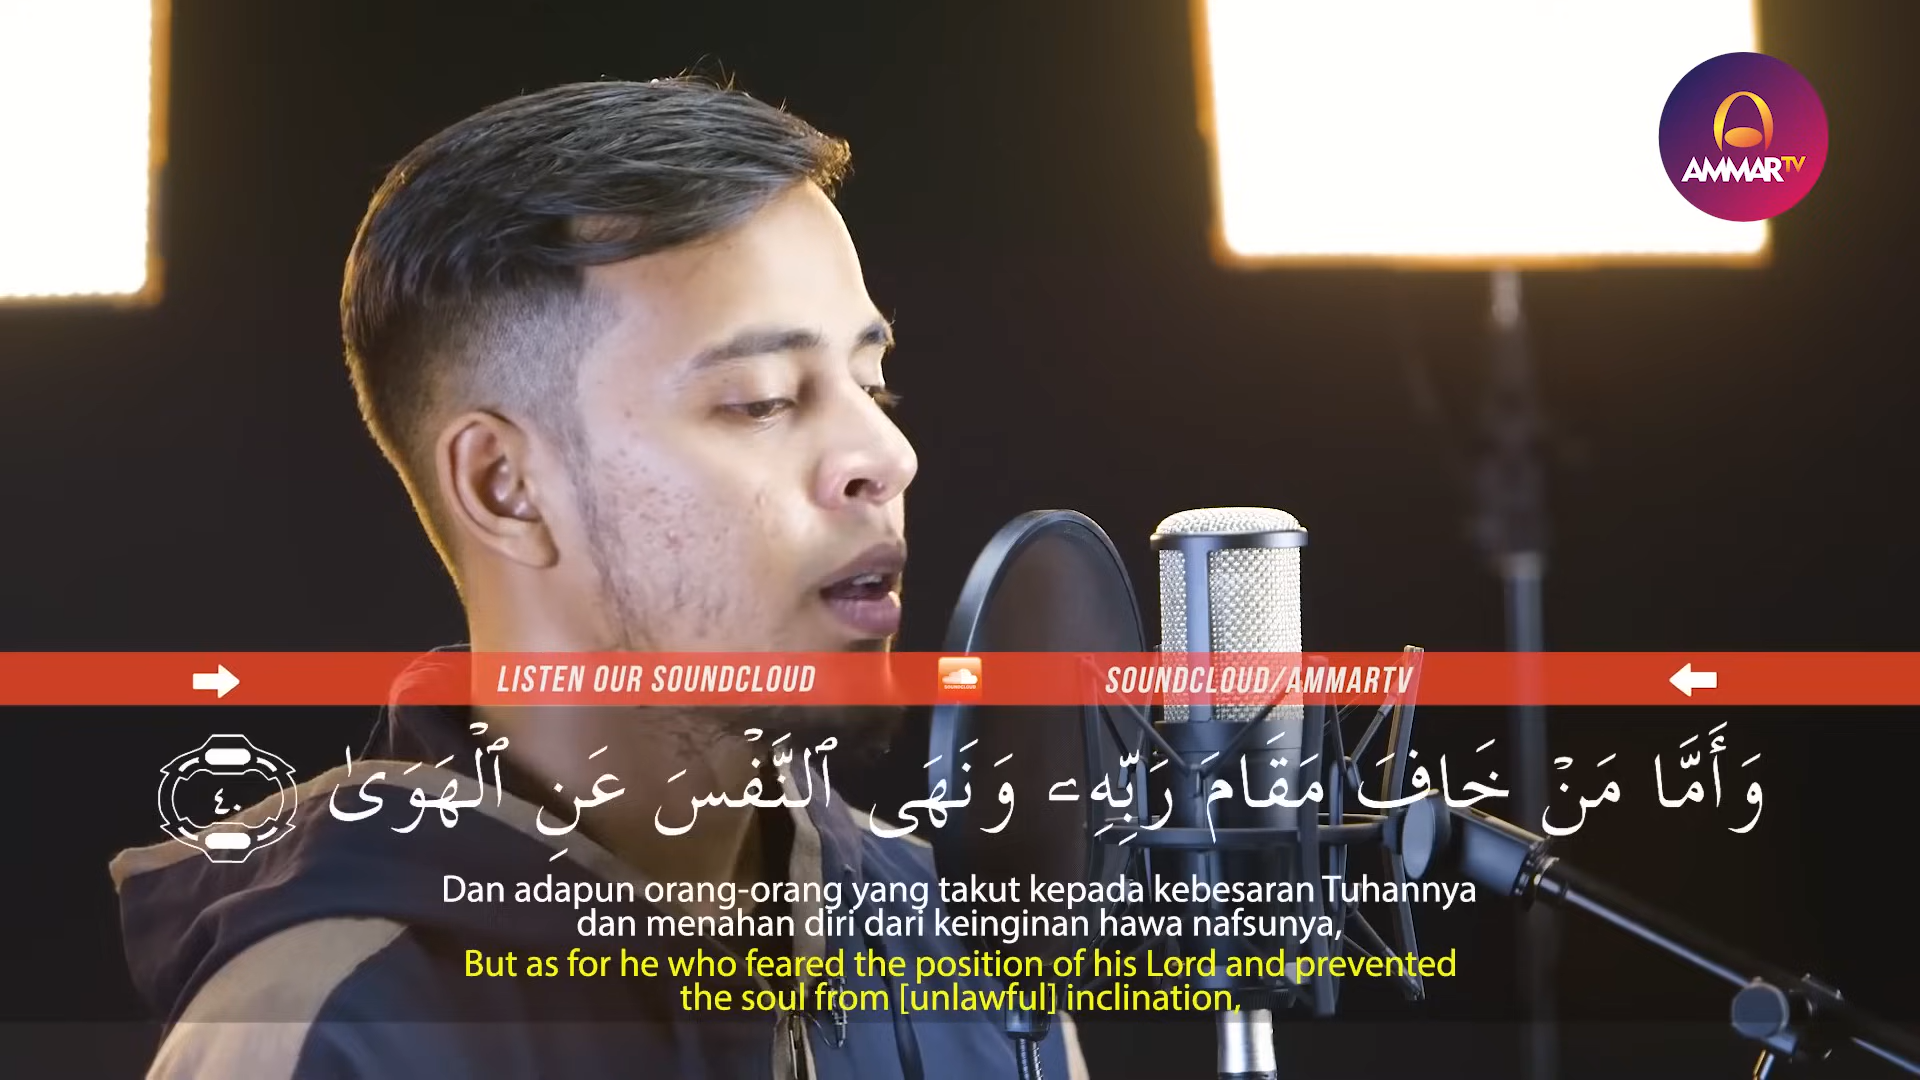 AMMARTV
LISTEN OUR SOUNDCLOUD
SOUNDCLOUD
SOUNDCLOUD/AMMARTV
وَأَمَّا مَنْ خَافَ مَقَامَ رَبِّهِۦ وَنَهَى ٱلنَّفْسَ عَنِ ٱلْهَوَىٰ ٤٠
Dan adapun orang-orang yang takut kepada kebesaran Tuhannya
dan menahan diri dari keinginan hawa nafsunya,
But as for he who feared the position of his Lord and prevented
the soul from [unlawful] inclination,